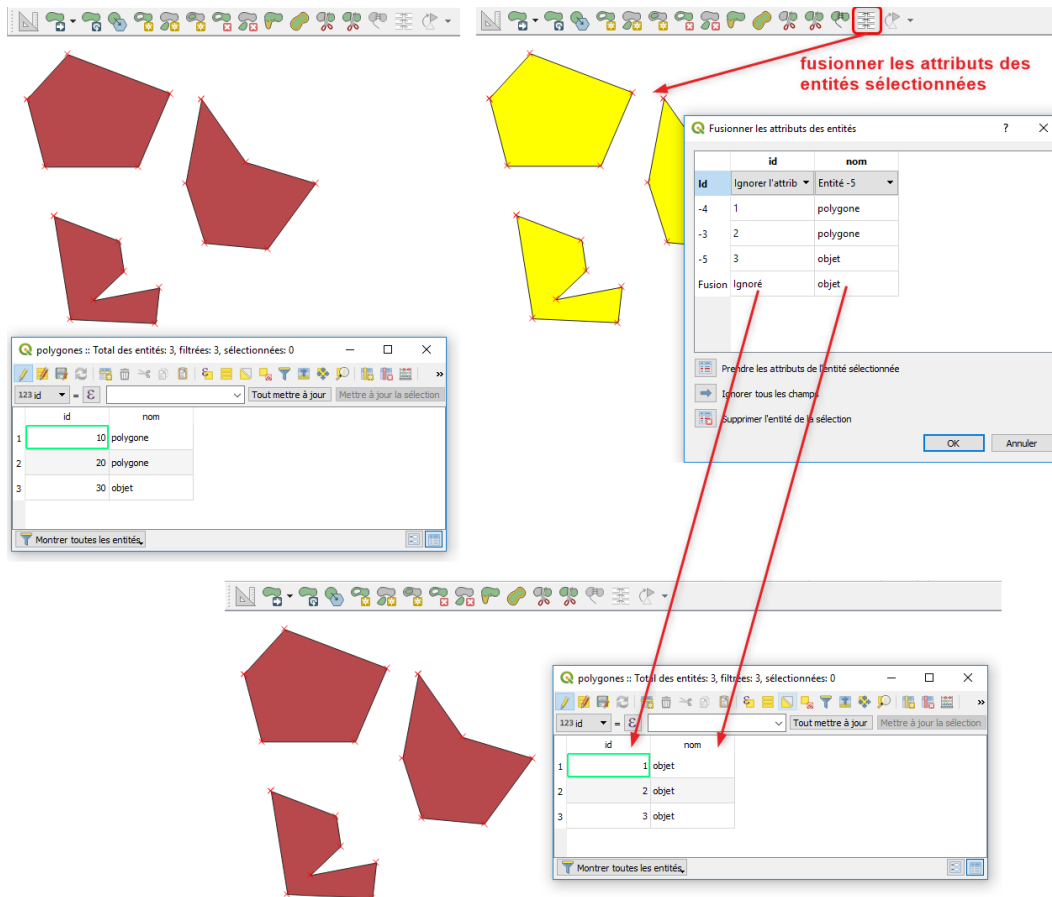 fusionner les attributs des
entités sélectionnées
Fusionner les attributs des entités ?
id nom
Id Ignorer l'attrib Entité -5
-4 1 polygone
-3 2 polygone
-5 3 objet
Fusion Ignoré objet
Prendre les attributs de l'entité sélectionnée
Ignorer tous les champs
Supprimer l'entité de la sélection
OK Annuler
polygones :: Total des entités: 3, filtrées: 3, sélectionnées: 0
123 id = ε Tout mettre à jour Mettre à jour la sélection
id nom
1 10 polygone
2 20 polygone
3 30 objet
Montrer toutes les entités
polygones :: Total des entités: 3, filtrées: 3, sélectionnées: 0
123 id = ε Tout mettre à jour Mettre à jour la sélection
id nom
1 1 objet
2 2 objet
3 3 objet
Montrer toutes les entités